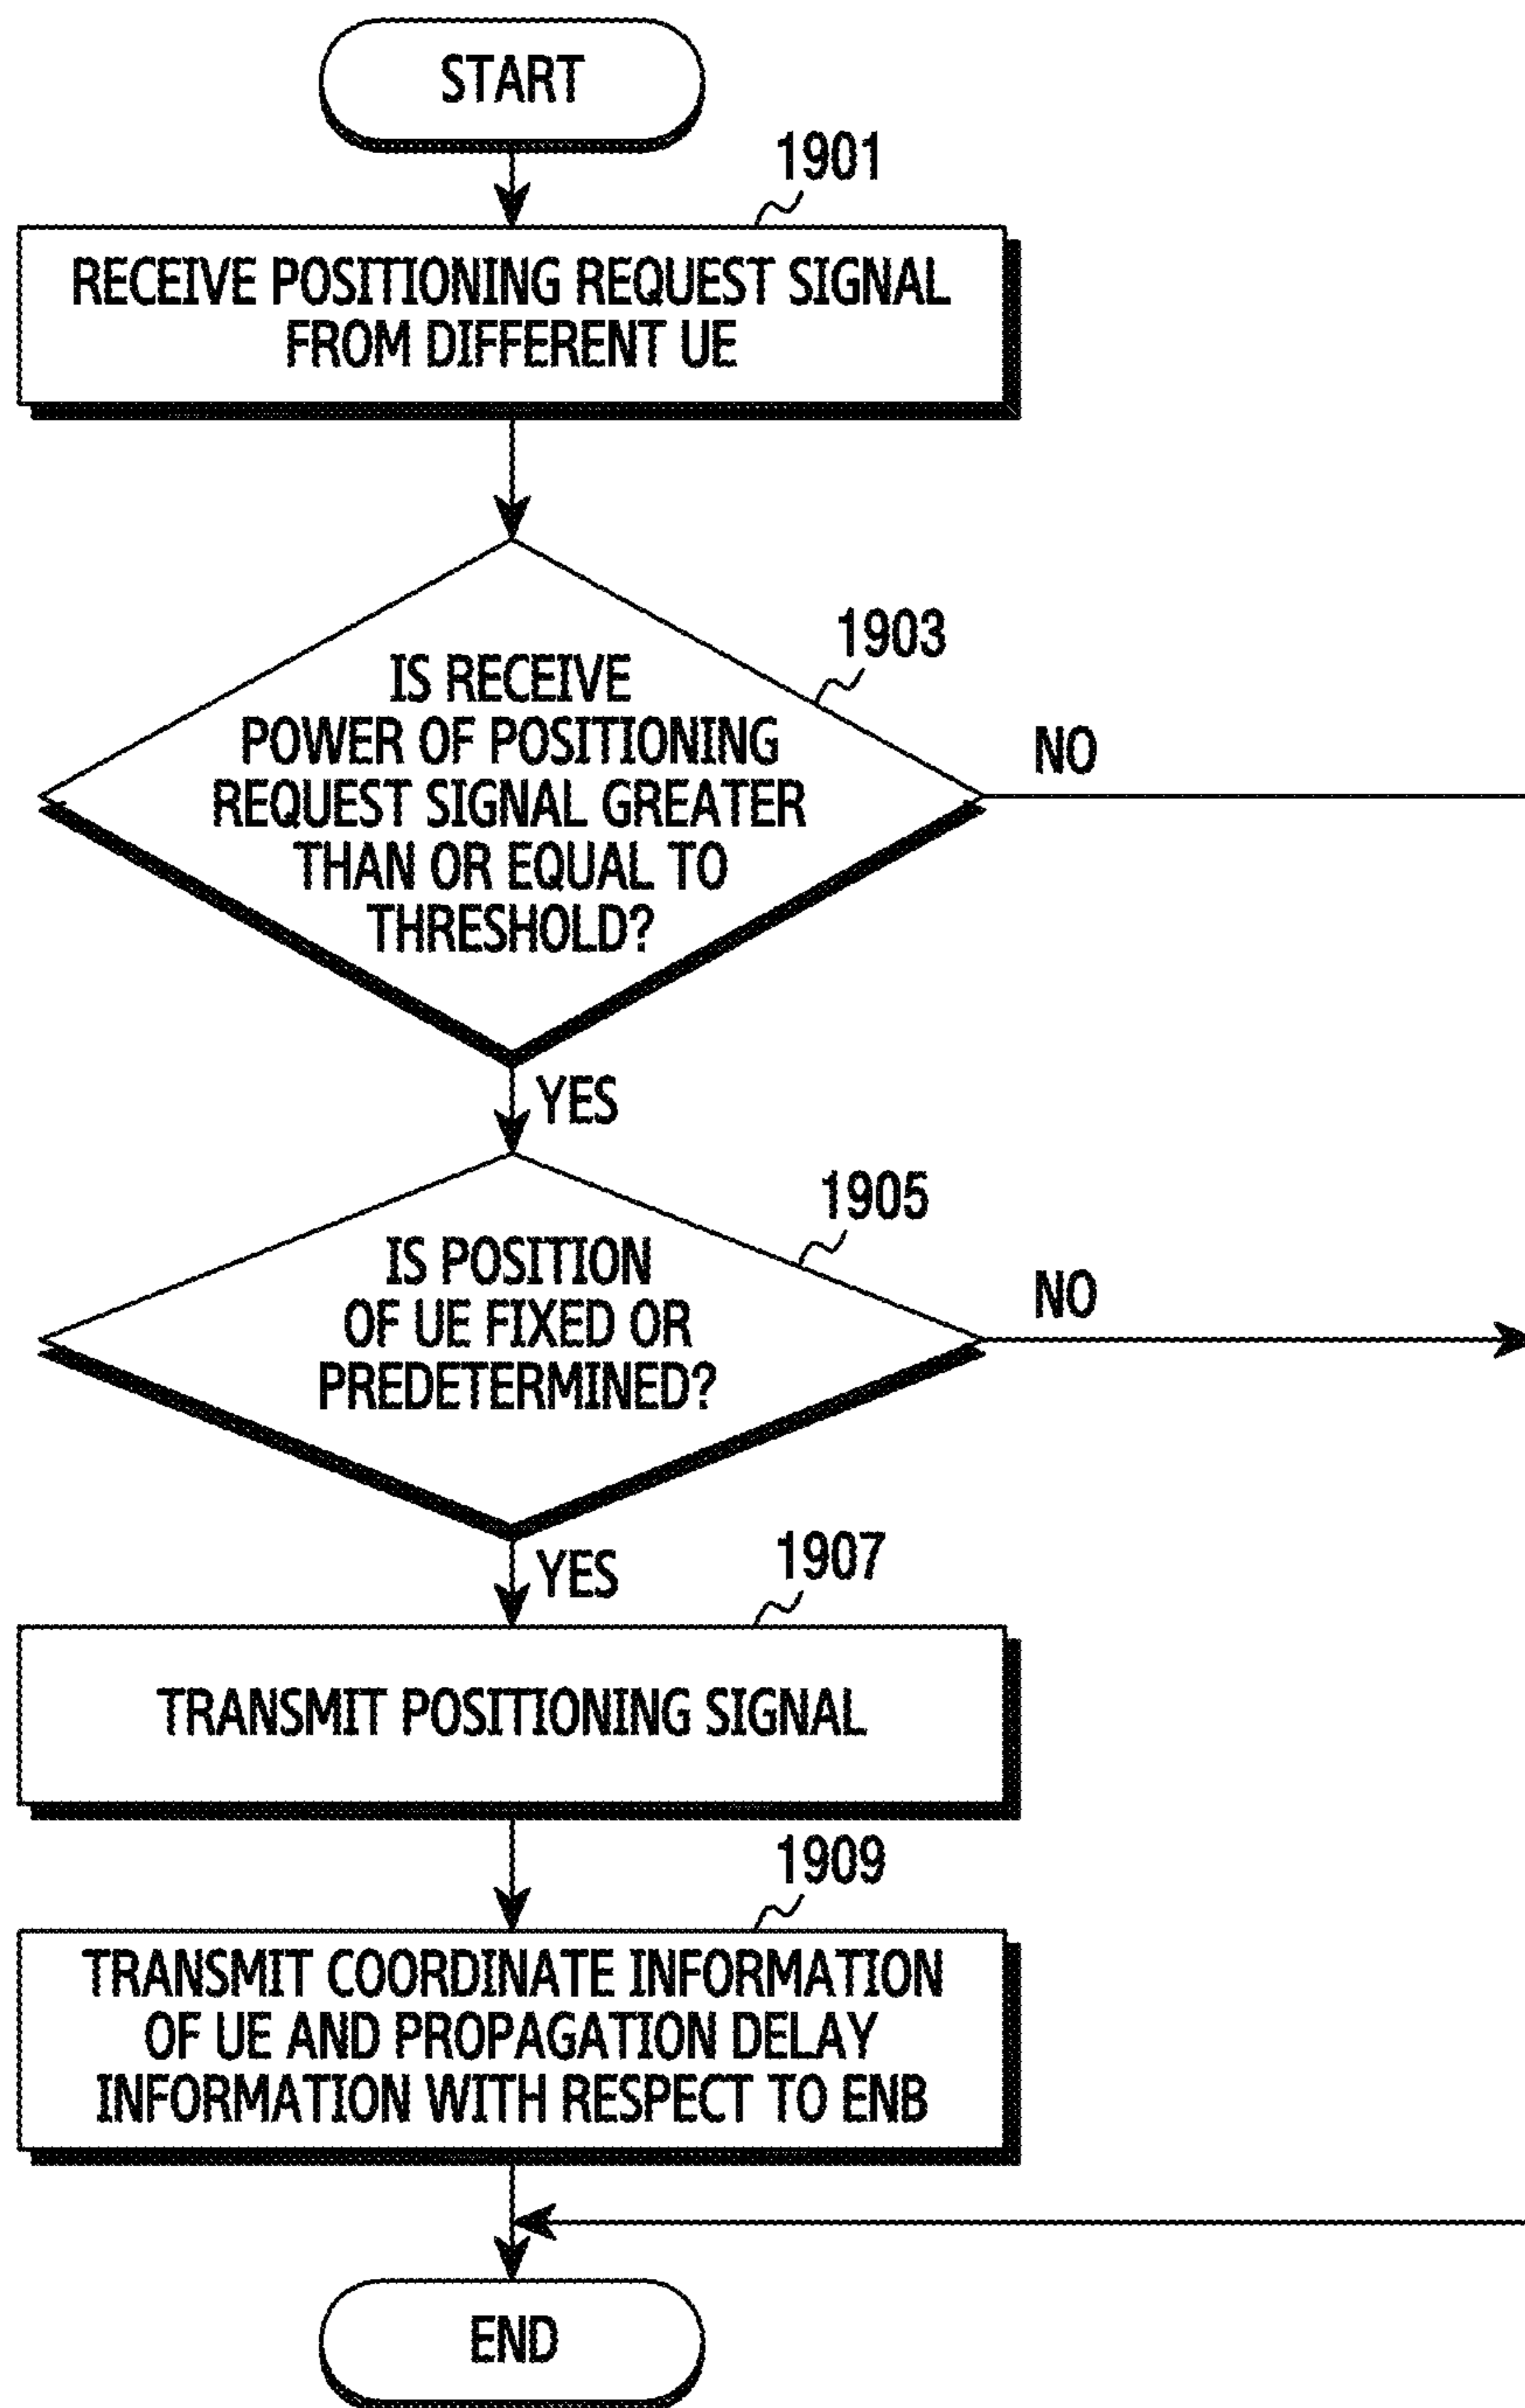 START
1901
RECEIVE POSITIONING REQUEST SIGNAL
FROM DIFFERENT UE
1903
IS RECEIVE
POWER OF POSITIONING
REQUEST SIGNAL GREATER
THAN OR EQUAL TO
THRESHOLD?
NO
YES
1905
IS POSITION
OF UE FIXED OR
PREDETERMINED?
NO
YES
1907
TRANSMIT POSITIONING SIGNAL
1909
TRANSMIT COORDINATE INFORMATION
OF UE AND PROPAGATION DELAY
INFORMATION WITH RESPECT TO ENB
END